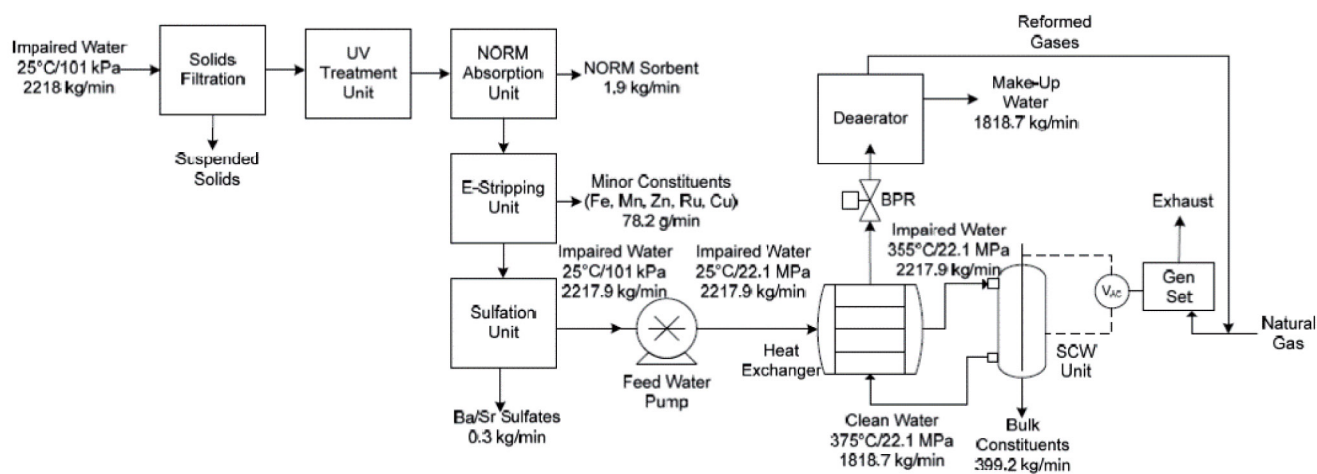 Impaired Water
25°C/101 kPa
2218 kg/min
Solids
Filtration
Suspended
Solids
UV
Treatment
Unit
NORM
Absorption
Unit
NORM Sorbent
1.9 kg/min
E-Stripping
Unit
Minor Constituents
(Fe, Mn, Zn, Ru, Cu)
78.2 g/min
Sulfation
Unit
Ba/Sr Sulfates
0.3 kg/min
Impaired Water
25°C/101 kPa
2217.9 kg/min
Feed Water
Pump
Impaired Water
25°C/22.1 MPa
2217.9 kg/min
Heat
Exchanger
BPR
Deaerator
Reformed
Gases
Make-Up
Water
1818.7 kg/min
Impaired Water
355°C/22.1 MPa
2217.9 kg/min
Clean Water
375°C/22.1 MPa
1818.7 kg/min
SCW
Unit
Bulk
Constituents
399.2 kg/min
VAC
Gen
Set
Exhaust
Natural
Gas